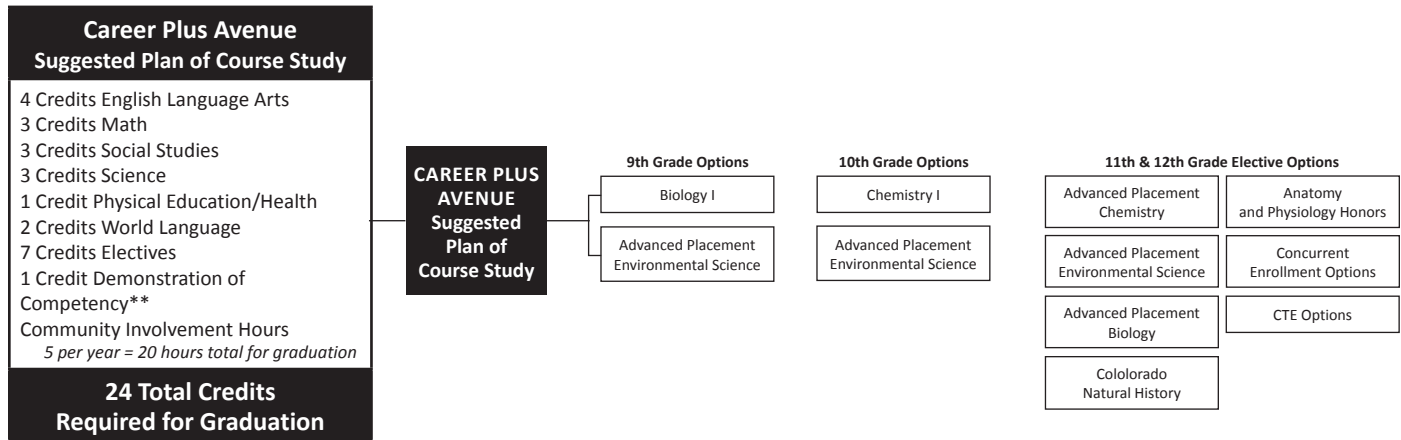 Career Plus Avenue
Suggested Plan of Course Study
4 Credits English Language Arts
3 Credits Math
3 Credits Social Studies
3 Credits Science
1 Credit Physical Education/Health
2 Credits World Language
7 Credits Electives
1 Credit Demonstration of
Competency**
Community Involvement Hours
5 per year = 20 hours total for graduation
24 Total Credits
Required for Graduation
CAREER PLUS
AVENUE
Suggested
Plan of
Course Study
9th Grade Options
Biology I
Advanced Placement
Environmental Science
10th Grade Options
Chemistry I
Advanced Placement
Environmental Science
11th & 12th Grade Elective Options
Advanced Placement
Chemistry
Anatomy
and Physiology Honors
Advanced Placement
Environmental Science
Concurrent
Enrollment Options
Advanced Placement
Biology
CTE Options
Cololorado
Natural History